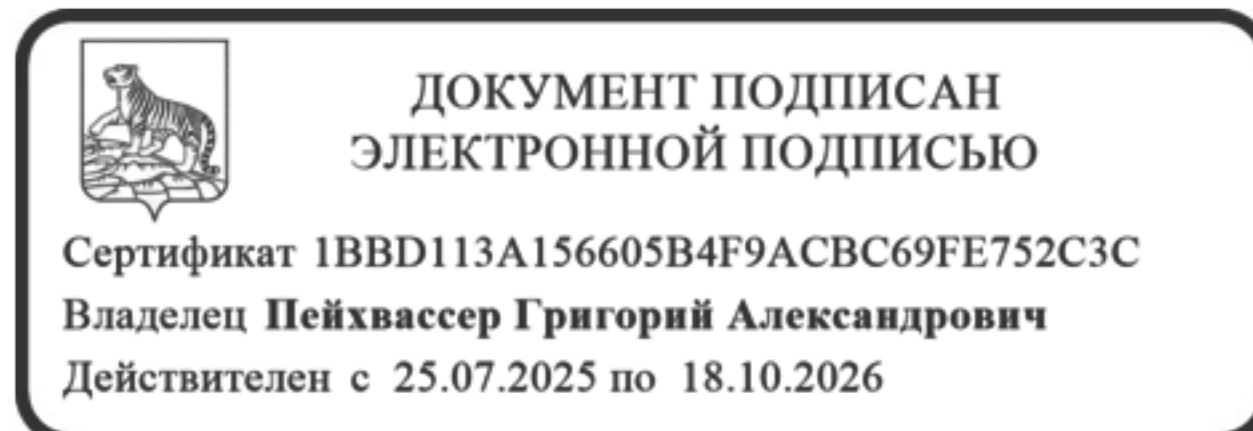 ДОКУМЕНТ ПОДПИСАН
ЭЛЕКТРОННОЙ ПОДПИСЬЮ
Сертификат 1BBD113A156605B4F9ACBC69FE752C3C
Владелец Пейхвассер Григорий Александрович
Действителен с 25.07.2025 по 18.10.2026